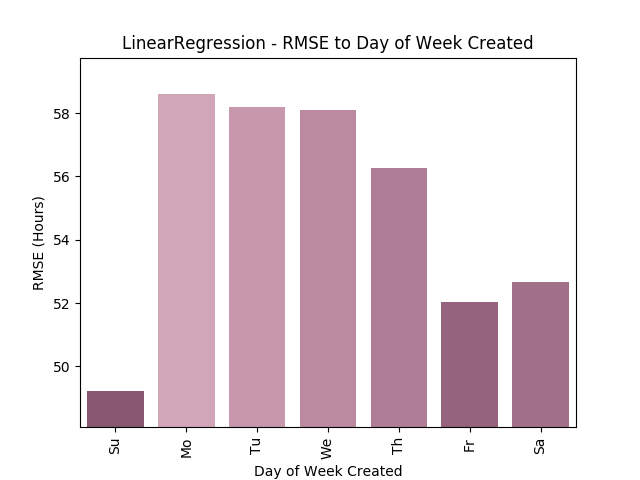 LinearRegression - RMSE to Day of Week Created
58
56
54
52
50
RMSE (Hours)
Su Mo Tu We Th Fr Sa
Day of Week Created